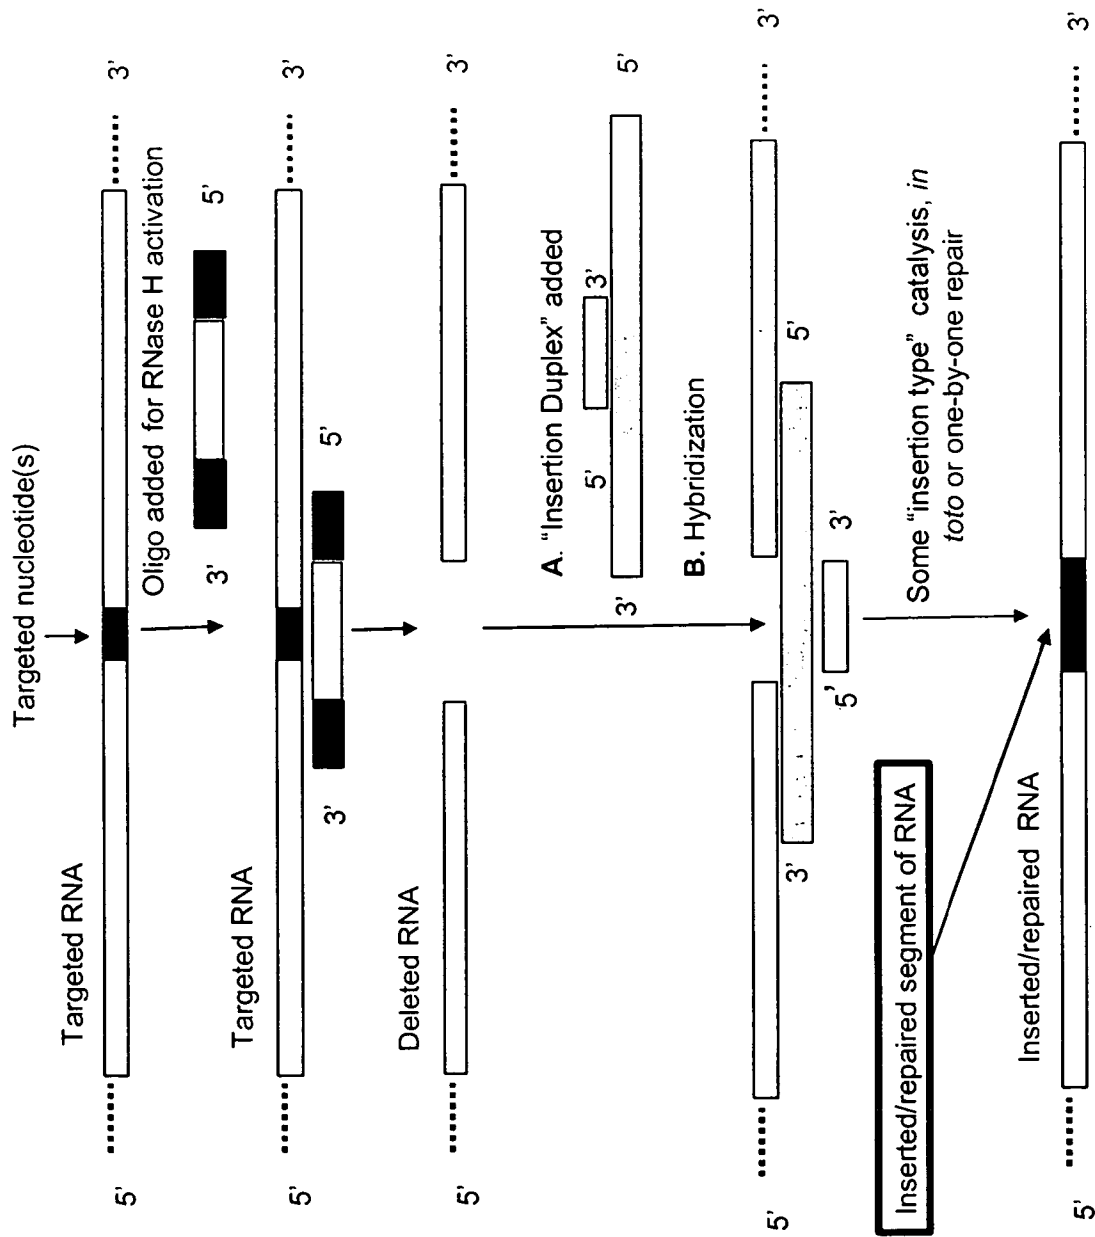 Targeted nucleotide(s)
Targeted RNA
5'
3'
Oligo added for RNase H activation
3'
5'
Targeted RNA
5'
3'
3'
5'
Deleted RNA
5'
3'
A. “Insertion Duplex” added
5'
3'
3'
5'
B. Hybridization
5'
3'
3'
5'
5'
3'
Some “insertion type” catalysis, in
toto or one-by-one repair
Inserted/repaired segment of RNA
Inserted/repaired RNA
5'
3'